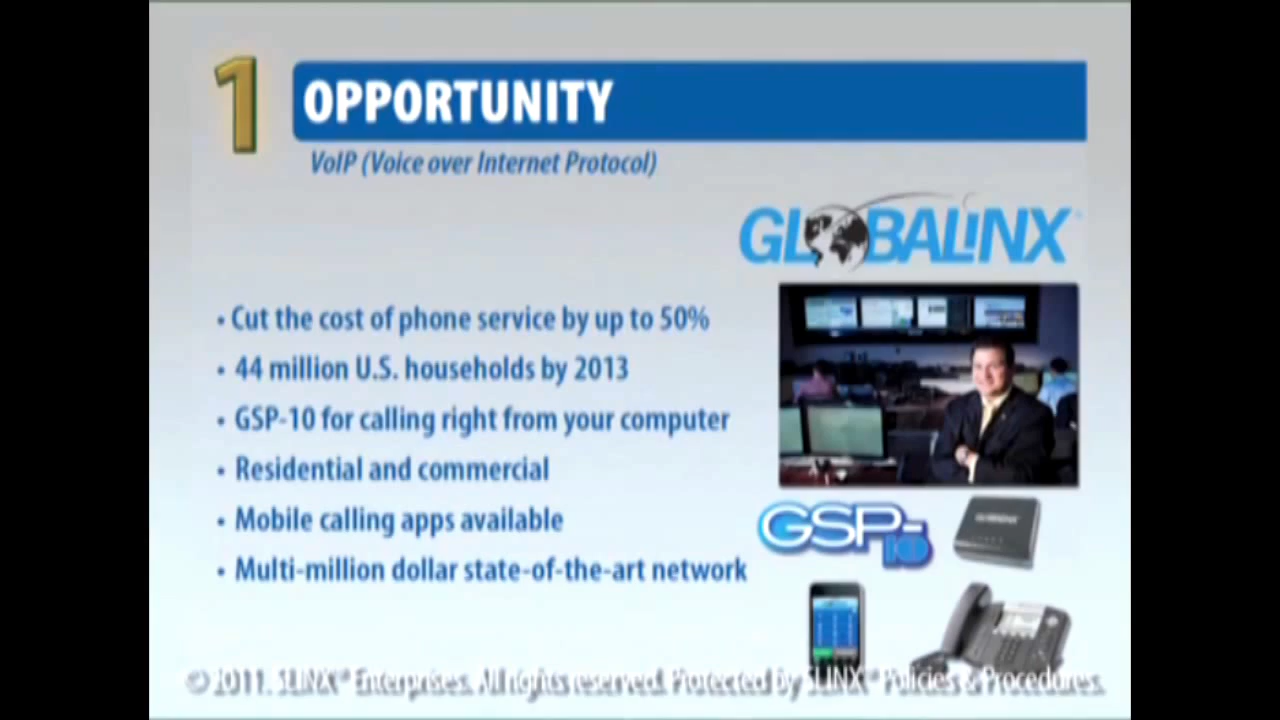 1
OPPORTUNITY
VoIP (Voice over Internet Protocol)
GLOBALINX
• Cut the cost of phone service by up to 50%
• 44 million U.S. households by 2013
• GSP-10 for calling right from your computer
• Residential and commercial
• Mobile calling apps available
• Multi-million dollar state-of-the-art network
GSP-10
© 2011. 5LINX® Enterprises. All rights reserved. Protected by 5LINX® Policies & Procedures.